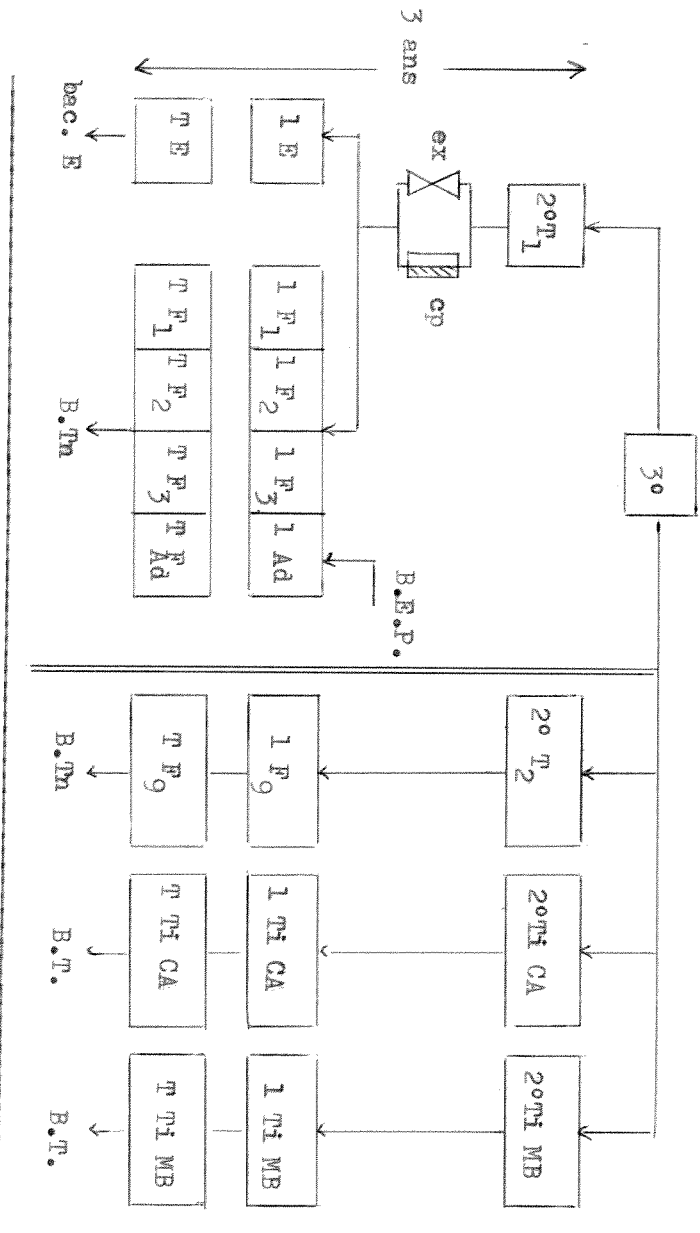 3°
2°T₁ 2° T₂ 2°Ti CA 2°Ti MB
ex cp
3 ans B.E.P.
1 E 1 F₁ 1 F₂ 1 F₃ 1 Ad 1 F₉ 1 Ti CA 1 Ti MB
T E T F₁ T F₂ T F₃ T F Ad T F₉ T Ti CA T Ti MB
bac. E B.Tn B.Tn B.T. B.T.